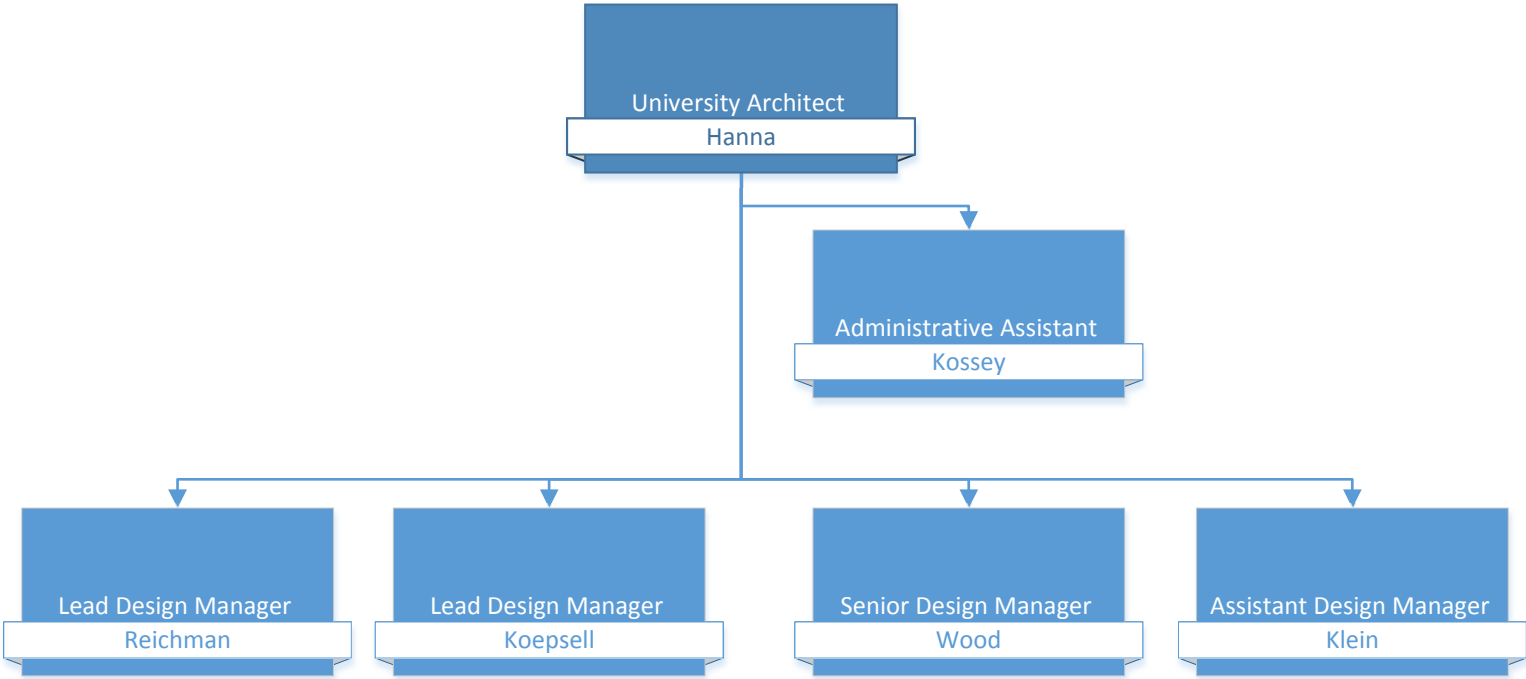 University Architect
Hanna
Administrative Assistant
Kossey
Lead Design Manager
Reichman
Lead Design Manager
Koepsell
Senior Design Manager
Wood
Assistant Design Manager
Klein